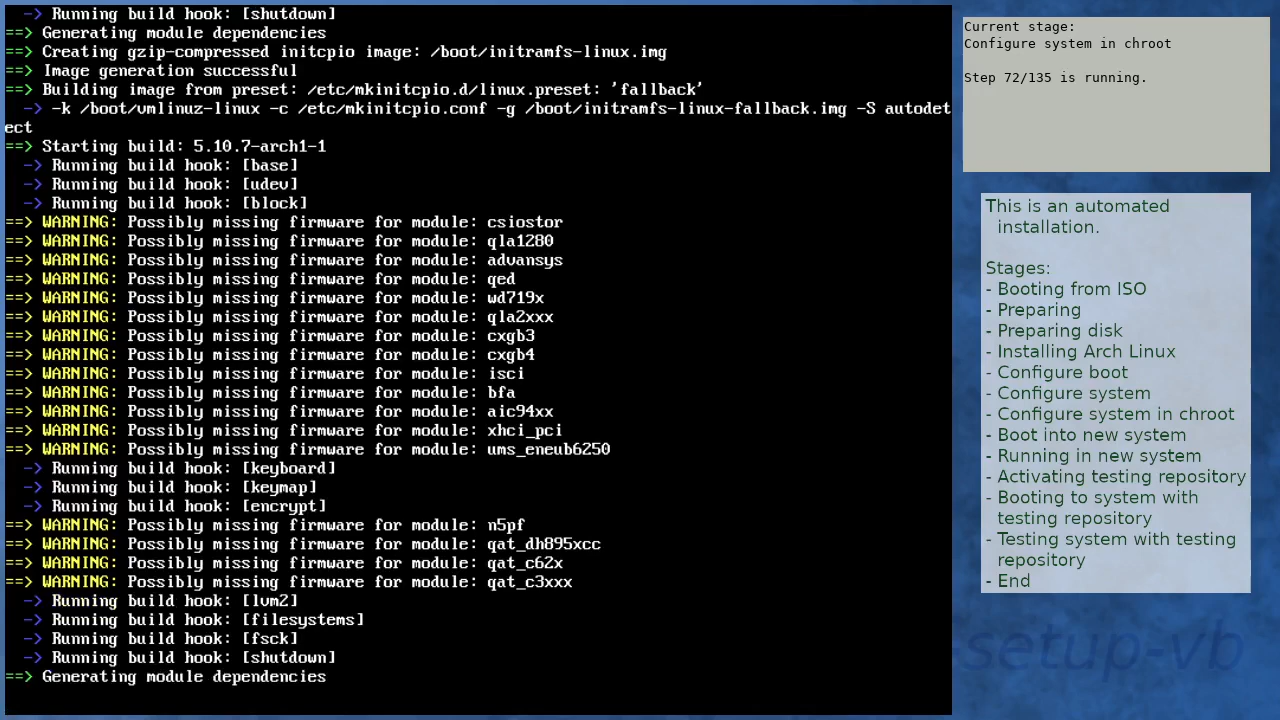 -> Running build hook: [shutdown]
==> Generating module dependencies
==> Creating gzip-compressed initcpio image: /boot/initramfs-linux.img
==> Image generation successful
==> Building image from preset: /etc/mkinitcpio.d/linux.preset: 'fallback'
-> -k /boot/vmlinuz-linux -c /etc/mkinitcpio.conf -g /boot/initramfs-linux-fallback.img -S autodet
ect
==> Starting build: 5.10.7-arch1-1
-> Running build hook: [base]
-> Running build hook: [udev]
-> Running build hook: [block]
==> WARNING: Possibly missing firmware for module: csiostor
==> WARNING: Possibly missing firmware for module: qla1280
==> WARNING: Possibly missing firmware for module: advansys
==> WARNING: Possibly missing firmware for module: qed
==> WARNING: Possibly missing firmware for module: wd719x
==> WARNING: Possibly missing firmware for module: qla2xxx
==> WARNING: Possibly missing firmware for module: cxgb3
==> WARNING: Possibly missing firmware for module: cxgb4
==> WARNING: Possibly missing firmware for module: isci
==> WARNING: Possibly missing firmware for module: bfa
==> WARNING: Possibly missing firmware for module: aic94xx
==> WARNING: Possibly missing firmware for module: xhci_pci
==> WARNING: Possibly missing firmware for module: ums_eneub6250
-> Running build hook: [keyboard]
-> Running build hook: [keymap]
-> Running build hook: [encrypt]
==> WARNING: Possibly missing firmware for module: n5pf
==> WARNING: Possibly missing firmware for module: qat_dh895xcc
==> WARNING: Possibly missing firmware for module: qat_c62x
==> WARNING: Possibly missing firmware for module: qat_c3xxx
-> Running build hook: [lvm2]
-> Running build hook: [filesystems]
-> Running build hook: [fsck]
-> Running build hook: [shutdown]
==> Generating module dependencies
Current stage:
Configure system in chroot
Step 72/135 is running.
This is an automated
installation.
Stages:
- Booting from ISO
- Preparing
- Preparing disk
- Installing Arch Linux
- Configure boot
- Configure system
- Configure system in chroot
- Boot into new system
- Running in new system
- Activating testing repository
- Booting to system with
testing repository
- Testing system with testing
repository
- End
-setup-vb